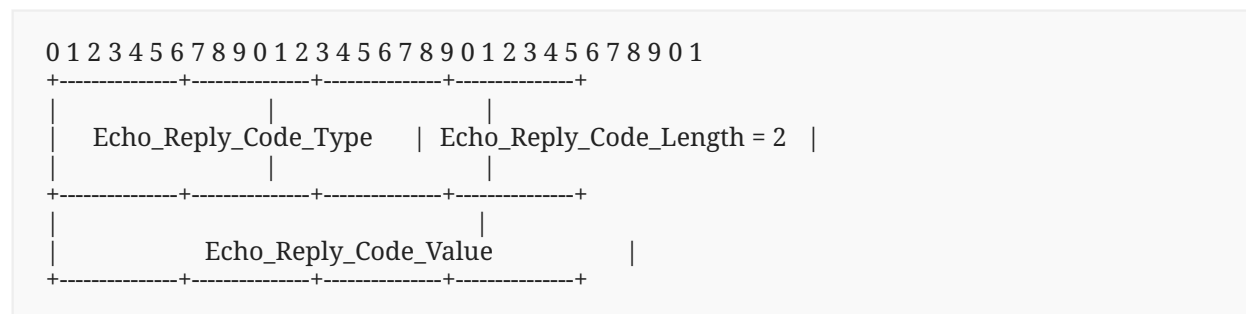 0 1 2 3 4 5 6 7 8 9 0 1 2 3 4 5 6 7 8 9 0 1 2 3 4 5 6 7 8 9 0 1
+---------------+---------------+---------------+---------------+
| | |
| Echo_Reply_Code_Type | Echo_Reply_Code_Length = 2 |
| | |
+---------------+---------------+---------------+---------------+
| |
| Echo_Reply_Code_Value |
+---------------+---------------+---------------+---------------+